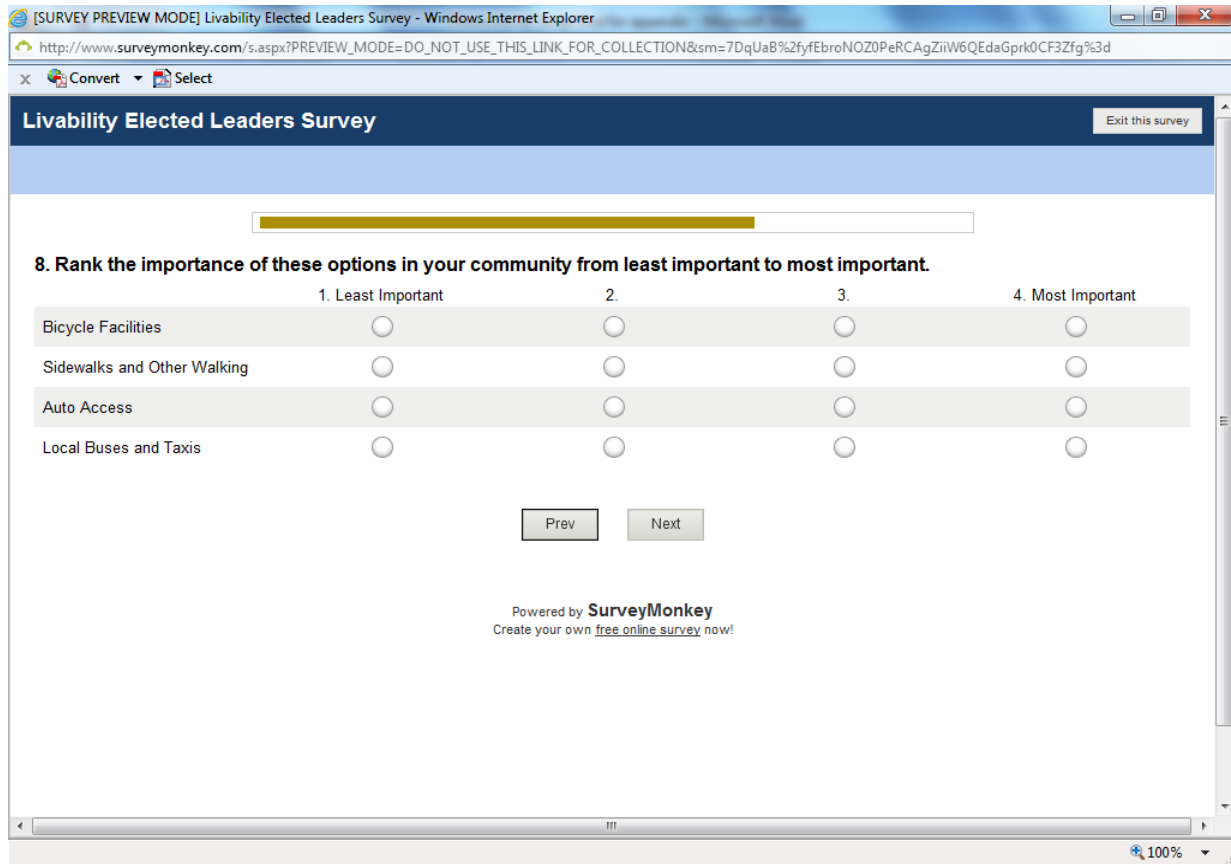 [SURVEY PREVIEW MODE] Livability Elected Leaders Survey - Windows Internet Explorer
http://www.surveymonkey.com/s.aspx?PREVIEW_MODE=DO_NOT_USE_THIS_LINK_FOR_COLLECTION&sm=7DqUaB%2fyfEbroNOZ0PeRCAgZiiW6QEdaGprk0CF3Zfg%3d
x Convert Select
Livability Elected Leaders Survey
Exit this survey
8. Rank the importance of these options in your community from least important to most important.
1. Least Important 2. 3. 4. Most Important
Bicycle Facilities
Sidewalks and Other Walking
Auto Access
Local Buses and Taxis
Prev Next
Powered by SurveyMonkey
Create your own free online survey now!
100%